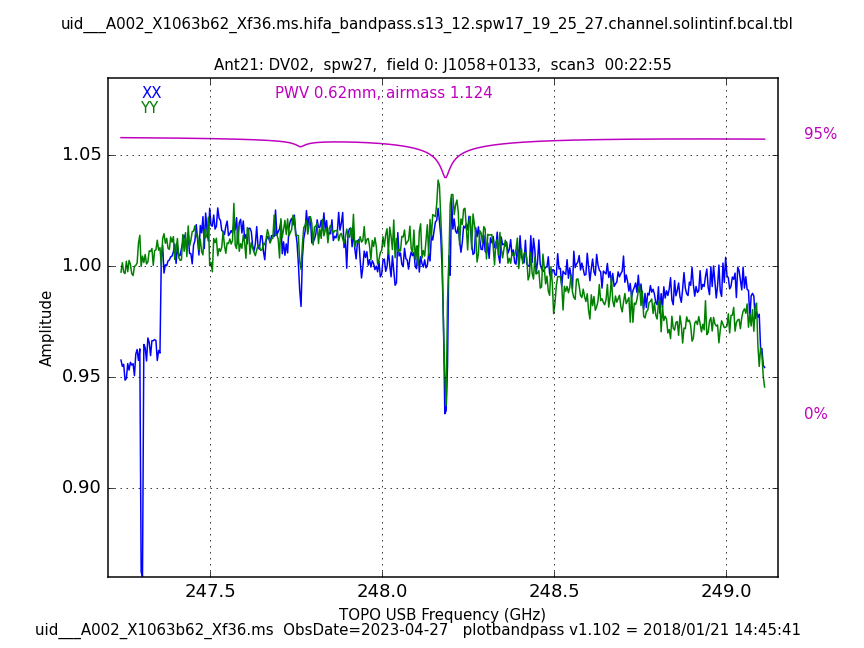 uid___A002_X1063b62_Xf36.ms.hifa_bandpass.s13_12.spw17_19_25_27.channel.solintinf.bcal.tbl
Ant21: DV02,  spw27,  field 0: J1058+0133,  scan3  00:22:55
XX
YY
PWV 0.62mm, airmass 1.124
95%
0%
1.05
1.00
0.95
0.90
Amplitude
247.5
248.0
248.5
249.0
TOPO USB Frequency (GHz)
uid___A002_X1063b62_Xf36.ms  ObsDate=2023-04-27   plotbandpass v1.102 = 2018/01/21 14:45:41